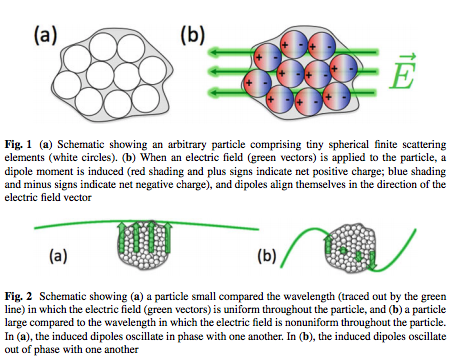 (a)
(b)
E
Fig. 1 (a) Schematic showing an arbitrary particle comprising tiny spherical finite scattering
elements (white circles). (b) When an electric field (green vectors) is applied to the particle, a
dipole moment is induced (red shading and plus signs indicate net positive charge; blue shading
and minus signs indicate net negative charge), and dipoles align themselves in the direction of the
electric field vector
(a)
(b)
Fig. 2 Schematic showing (a) a particle small compared the wavelength (traced out by the green
line) in which the electric field (green vectors) is uniform throughout the particle, and (b) a particle
large compared to the wavelength in which the electric field is nonuniform throughout the particle.
In (a), the induced dipoles oscillate in phase with one another. In (b), the induced dipoles oscillate
out of phase with one another